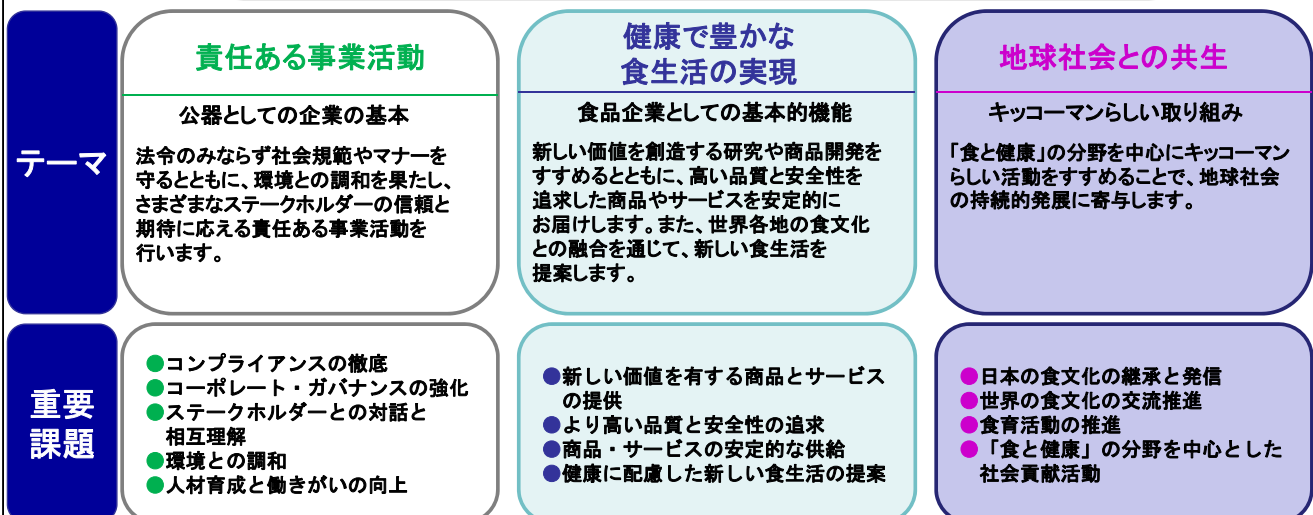 テーマ
責任ある事業活動
公器としての企業の基本
法令のみならず社会規範やマナーを
守るとともに、環境との調和を果たし、
さまざまなステークホルダーの信頼と
期待に応える責任ある事業活動を
行います。
健康で豊かな
食生活の実現
食品企業としての基本的機能
新しい価値を創造する研究や商品開発を
すすめるとともに、高い品質と安全性を
追求した商品やサービスを安定的に
お届けします。また、世界各地の食文化
との融合を通じて、新しい食生活を
提案します。
地球社会との共生
キッコーマンらしい取り組み
「食と健康」の分野を中心にキッコーマン
らしい活動をすすめることで、地球社会
の持続的発展に寄与します。
重要
課題
●コンプライアンスの徹底
●コーポレート・ガバナンスの強化
●ステークホルダーとの対話と
相互理解
●環境との調和
●人材育成と働きがいの向上
●新しい価値を有する商品とサービス
の提供
●より高い品質と安全性の追求
●商品・サービスの安定的な供給
●健康に配慮した新しい食生活の提案
●日本の食文化の継承と発信
●世界の食文化の交流推進
●食育活動の推進
●「食と健康」の分野を中心とした
社会貢献活動